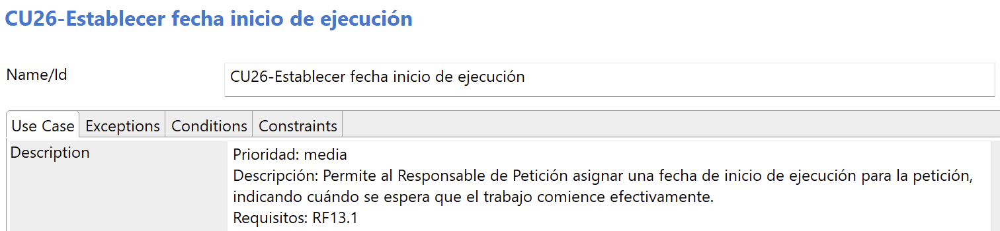 CU26-Establecer fecha inicio de ejecución
Name/Id
CU26-Establecer fecha inicio de ejecución
Use Case Exceptions Conditions Constraints
Description
Prioridad: media
Descripción: Permite al Responsable de Petición asignar una fecha de inicio de ejecución para la petición,
indicando cuándo se espera que el trabajo comience efectivamente.
Requisitos: RF13.1